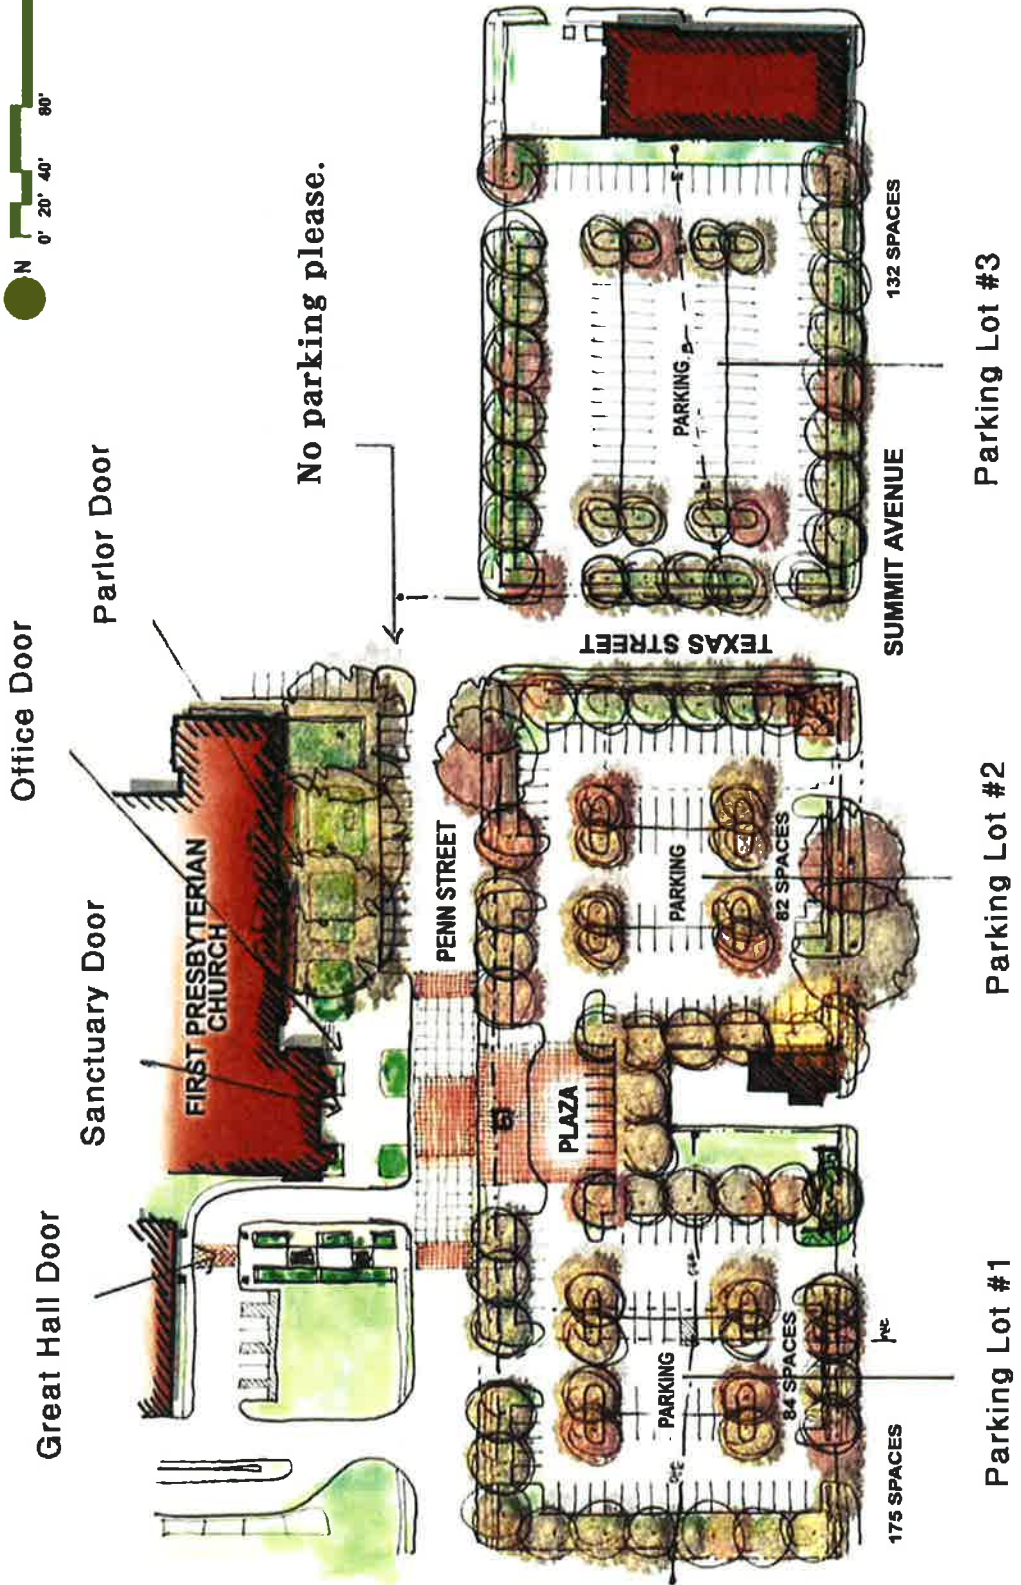 Great Hall Door
Sanctuary Door
Office Door
Parlor Door
No parking please.
N
0' 20' 40' 80'
FIRST PRESBYTERIAN
CHURCH
PENN STREET
PLAZA
TEXAS STREET
PARKING
84 SPACES
PARKING
82 SPACES
PARKING
175 SPACES
SUMMIT AVENUE
132 SPACES
Parking Lot #1
Parking Lot #2
Parking Lot #3